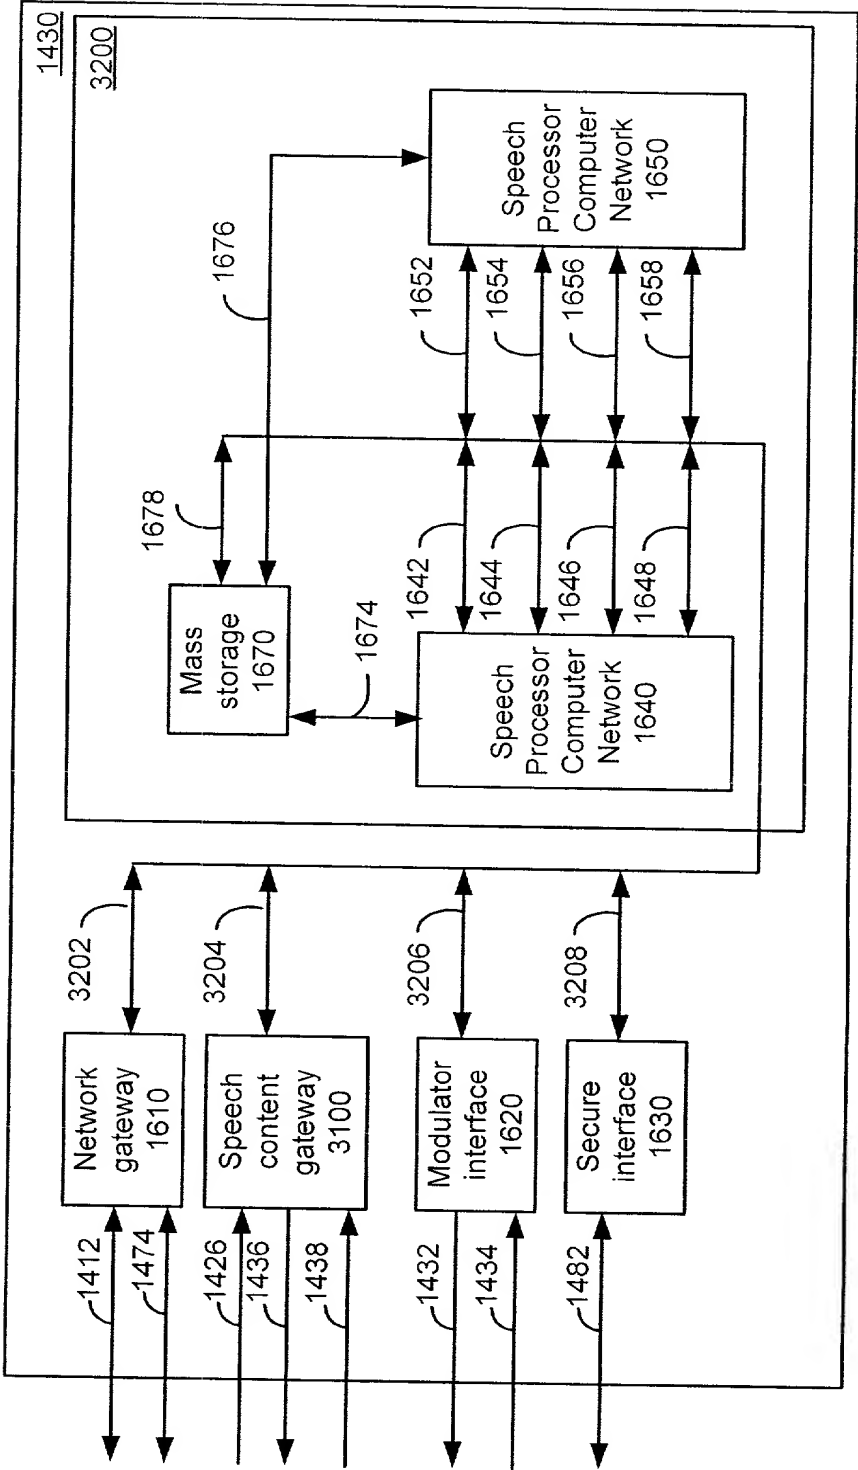 1430
3200
Speech
Processor
Computer
Network
1650
1676
1652
1654
1656
1658
1678
1642
1644
1646
1648
Mass
storage
1670
1674
Speech
Processor
Computer
Network
1640
3202
3204
3206
3208
Network
gateway
1610
Speech
content
gateway
3100
Modulator
interface
1620
Secure
interface
1630
1412
1474
1426
1436
1438
1432
1434
1482